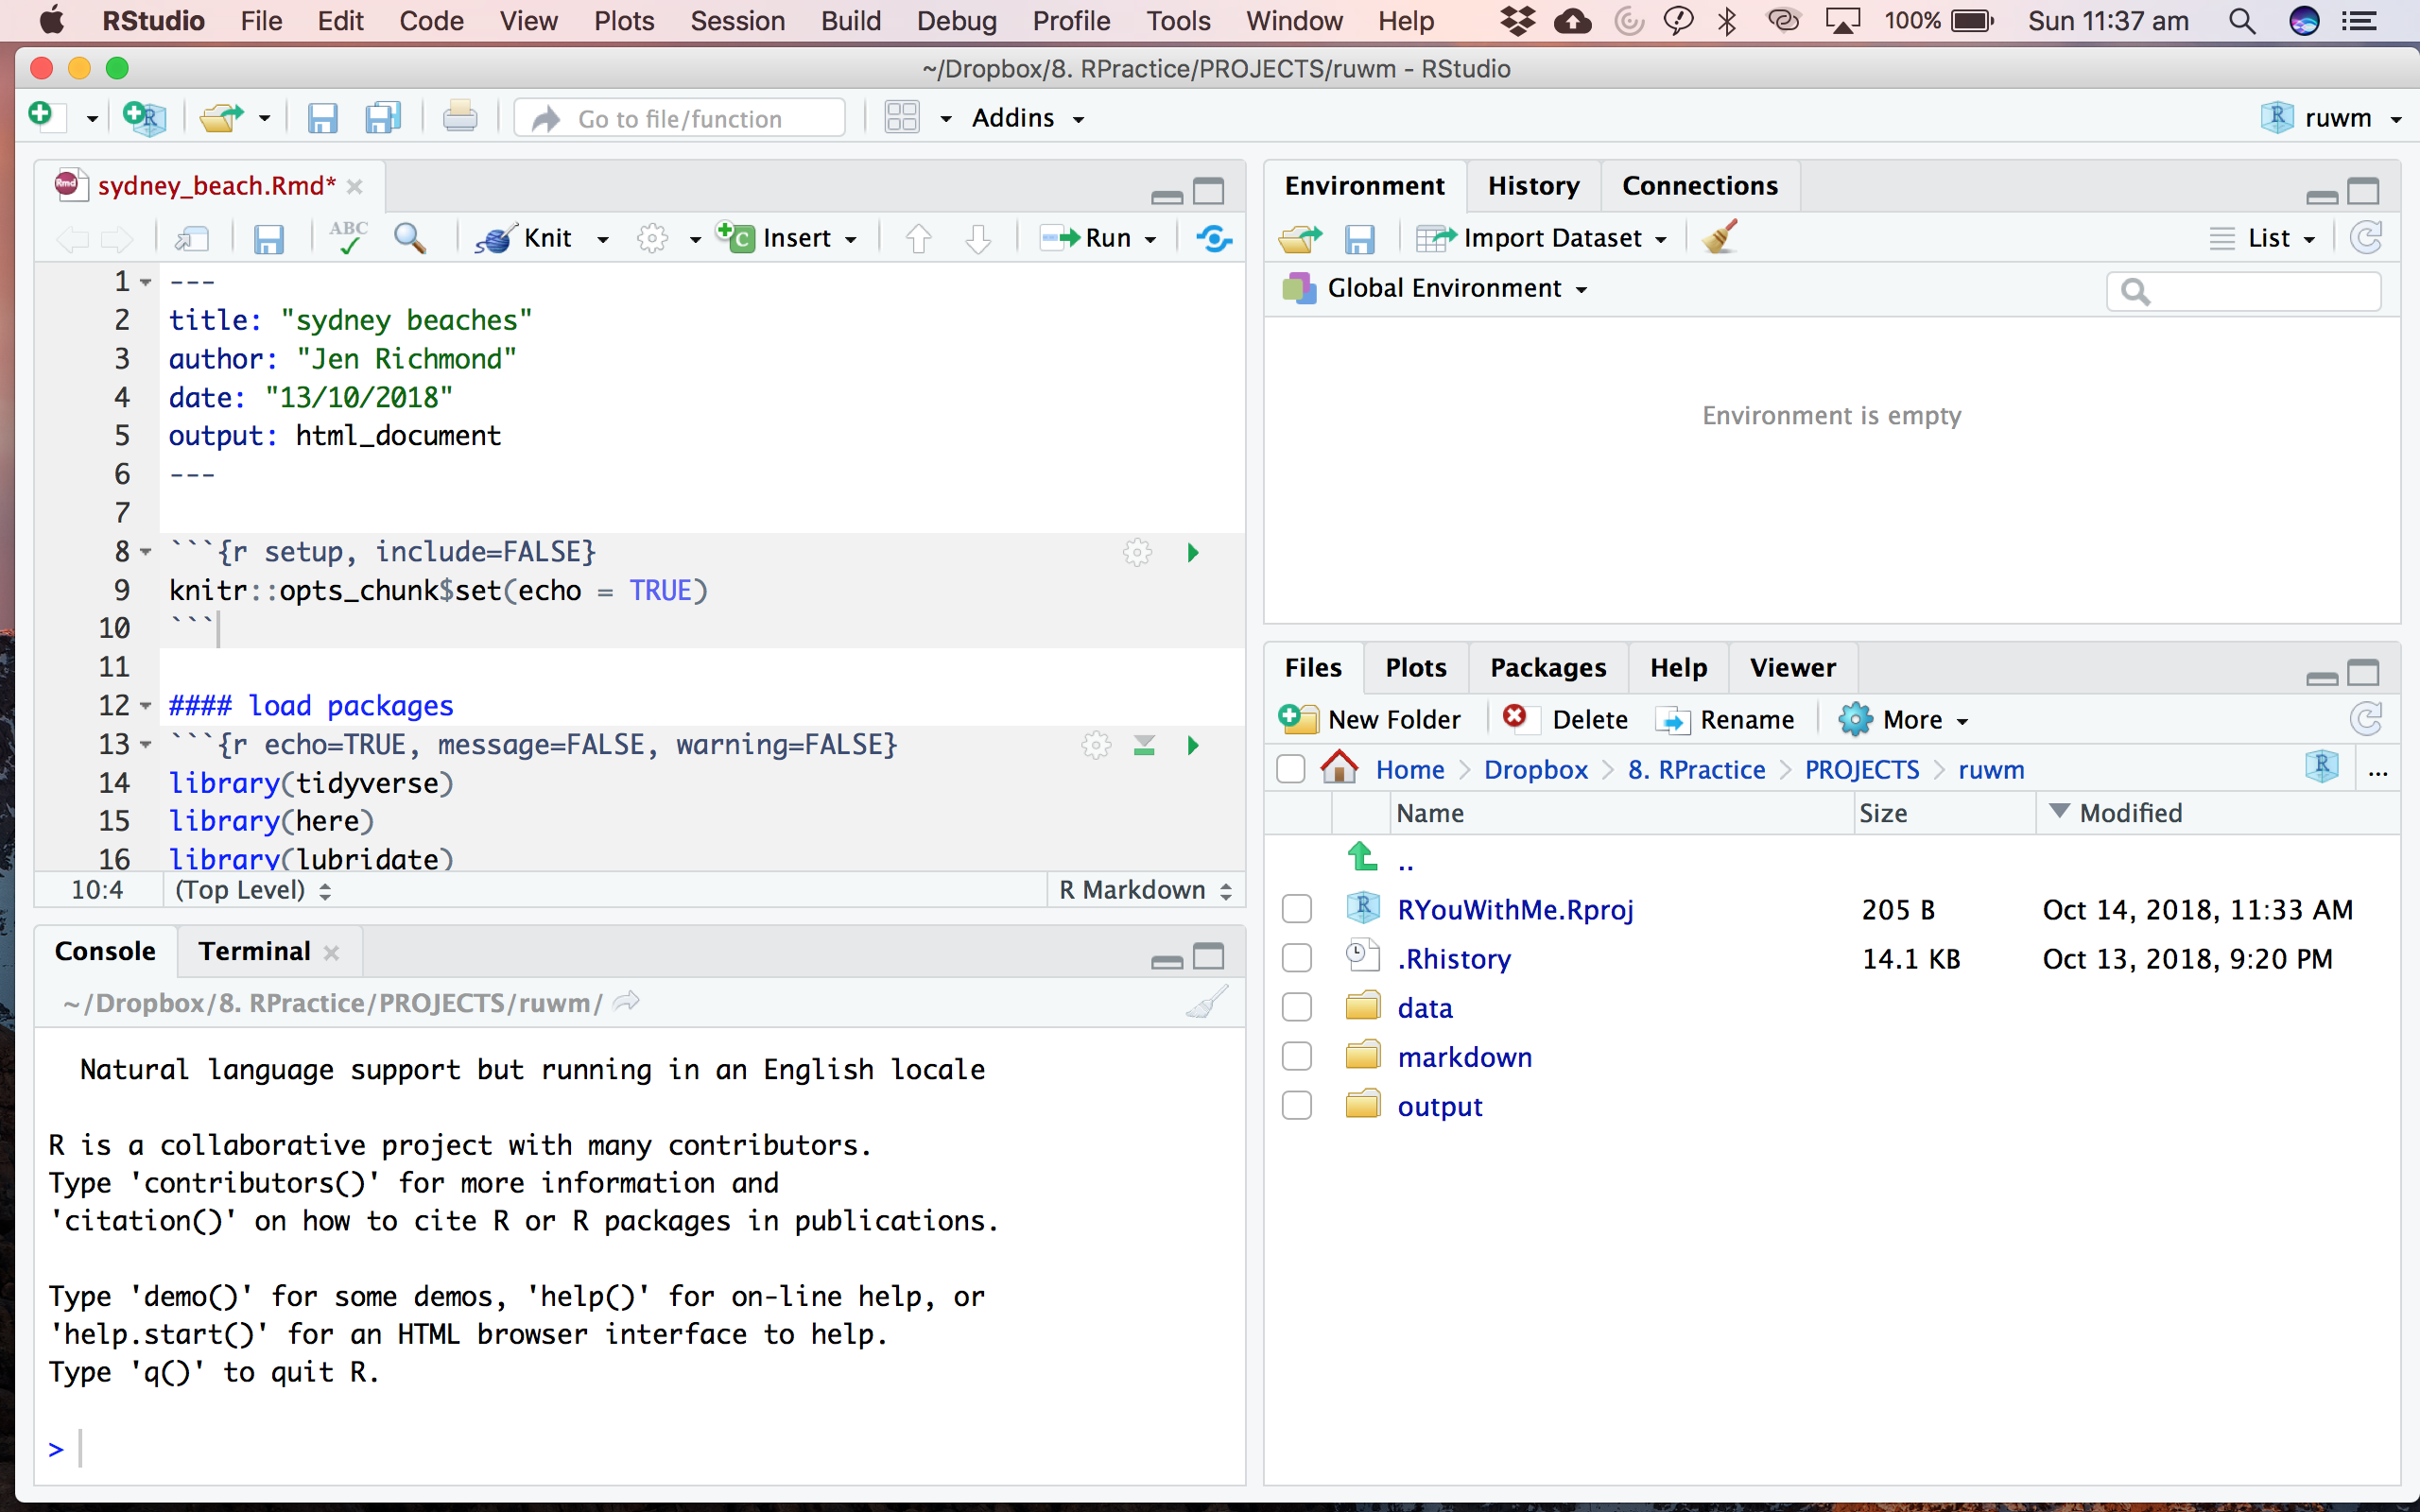 RStudio File Edit Code View Plots Session Build Debug Profile Tools Window Help 100% Sun 11:37 am
~/Dropbox/8. RPractice/PROJECTS/ruwm - RStudio
Go to file/function Addins ruwm
sydney_beach.Rmd*
ABC Knit Insert Run
1 ---
2 title: "sydney beaches"
3 author: "Jen Richmond"
4 date: "13/10/2018"
5 output: html_document
6 ---
7
8 ```{r setup, include=FALSE}
9 knitr::opts_chunk$set(echo = TRUE)
10 ```
11
12 #### load packages
13 ```{r echo=TRUE, message=FALSE, warning=FALSE}
14 library(tidyverse)
15 library(here)
16 library(lubridate)
10:4 (Top Level) R Markdown
Console Terminal
~/Dropbox/8. RPractice/PROJECTS/ruwm/
Natural language support but running in an English locale
R is a collaborative project with many contributors.
Type 'contributors()' for more information and
'citation()' on how to cite R or R packages in publications.
Type 'demo()' for some demos, 'help()' for on-line help, or
'help.start()' for an HTML browser interface to help.
Type 'q()' to quit R.
>
Environment History Connections
Import Dataset List
Global Environment
Environment is empty
Files Plots Packages Help Viewer
New Folder Delete Rename More
Home Dropbox 8. RPractice PROJECTS ruwm ...
Name Size Modified
..
RYouWithMe.Rproj 205 B Oct 14, 2018, 11:33 AM
.Rhistory 14.1 KB Oct 13, 2018, 9:20 PM
data
markdown
output